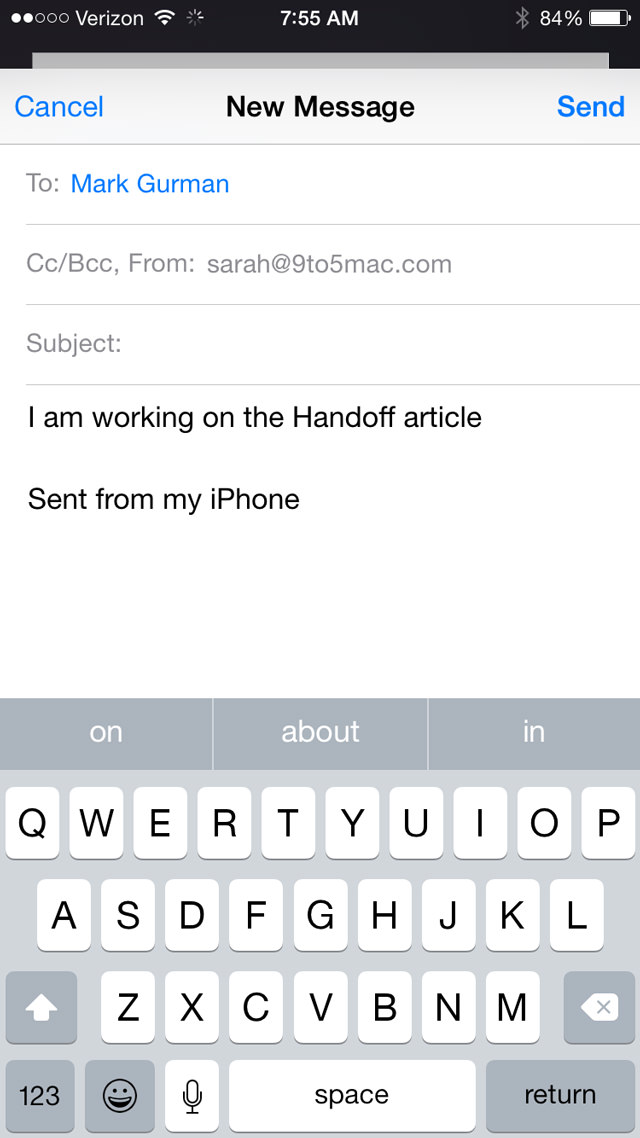 Verizon 7:55 AM 84%
Cancel New Message Send
To: Mark Gurman
Cc/Bcc, From: sarah@9to5mac.com
Subject:
I am working on the Handoff article
Sent from my iPhone
on about in
Q W E R T Y U I O P
A S D F G H J K L
Z X C V B N M
123 space return